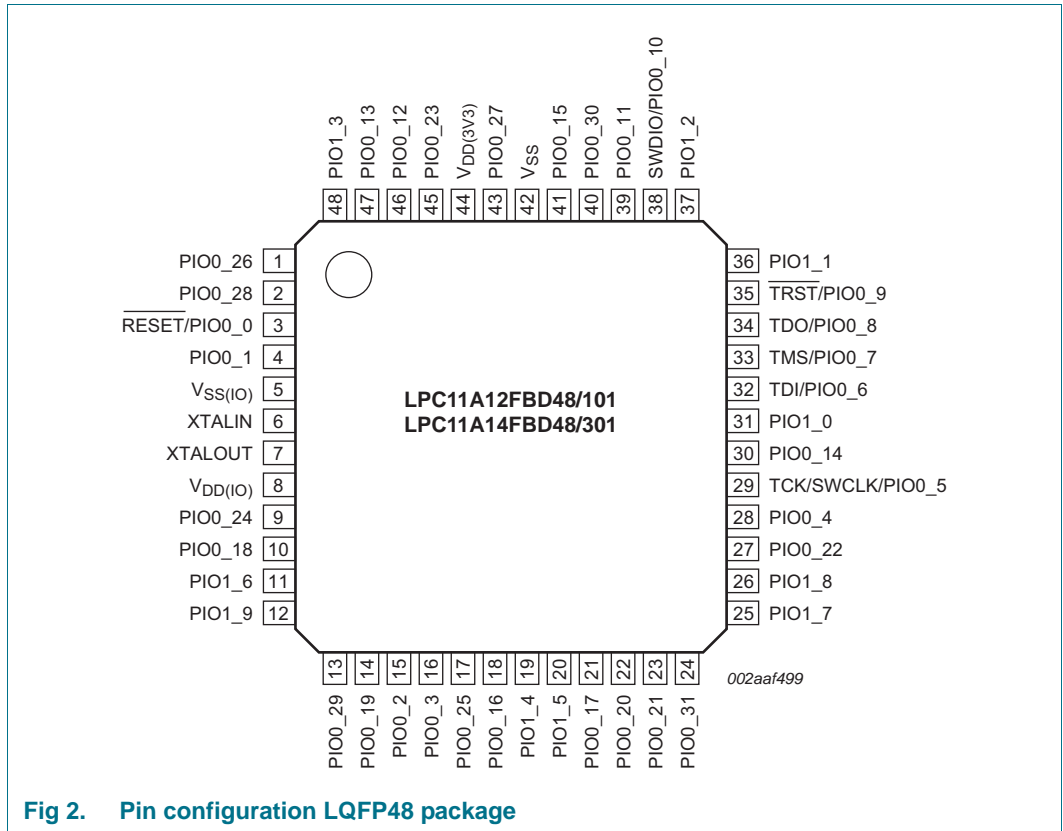 48 PIO1_3
47 PIO0_13
46 PIO0_12
45 PIO0_23
44 VDD(3V3)
43 PIO0_27
42 VSS
41 PIO0_15
40 PIO0_30
39 PIO0_11
38 SWDIO/PIO0_10
37 PIO1_2
PIO0_26 1
PIO0_28 2
RESET/PIO0_0 3
PIO0_1 4
VSS(IO) 5
XTALIN 6
XTALOUT 7
VDD(IO) 8
PIO0_24 9
PIO0_18 10
PIO1_6 11
PIO1_9 12
LPC11A12FBD48/101
LPC11A14FBD48/301
36 PIO1_1
35 TRST/PIO0_9
34 TDO/PIO0_8
33 TMS/PIO0_7
32 TDI/PIO0_6
31 PIO1_0
30 PIO0_14
29 TCK/SWCLK/PIO0_5
28 PIO0_4
27 PIO0_22
26 PIO1_8
25 PIO1_7
PIO0_29 13
PIO0_19 14
PIO0_2 15
PIO0_3 16
PIO0_25 17
PIO0_16 18
PIO1_4 19
PIO1_5 20
PIO0_17 21
PIO0_20 22
PIO0_21 23
PIO0_31 24
002aaf499
Fig 2. Pin configuration LQFP48 package